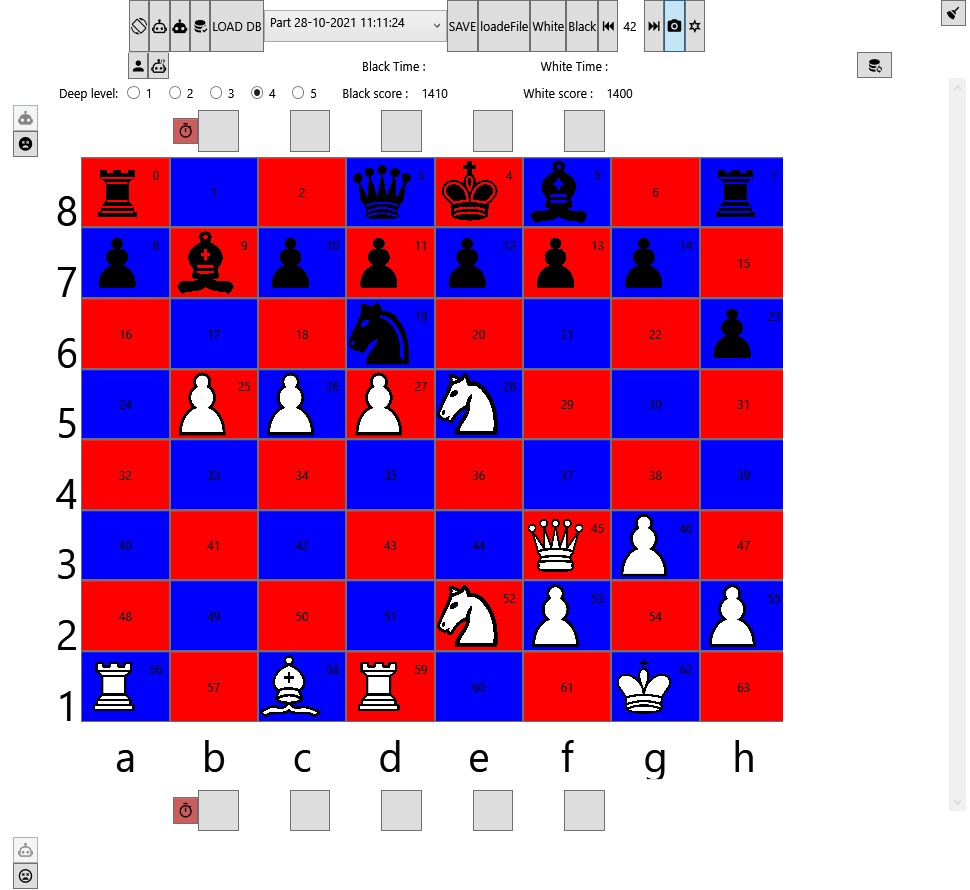 LOAD DB Part 28-10-2021 11:11:24 SAVE loadeFile White Black 42
Black Time : White Time :
Deep level: 1 2 3 4 5 Black score : 1410 White score : 1400
8 0 1 2 3 4 5 6 7
7 8 9 10 11 12 13 14 15
6 16 17 18 19 20 21 22 23
5 24 25 26 27 28 29 30 31
4 32 33 34 35 36 37 38 39
3 40 41 42 43 44 45 46 47
2 48 49 50 51 52 53 54 55
1 56 57 58 59 60 61 62 63
a b c d e f g h